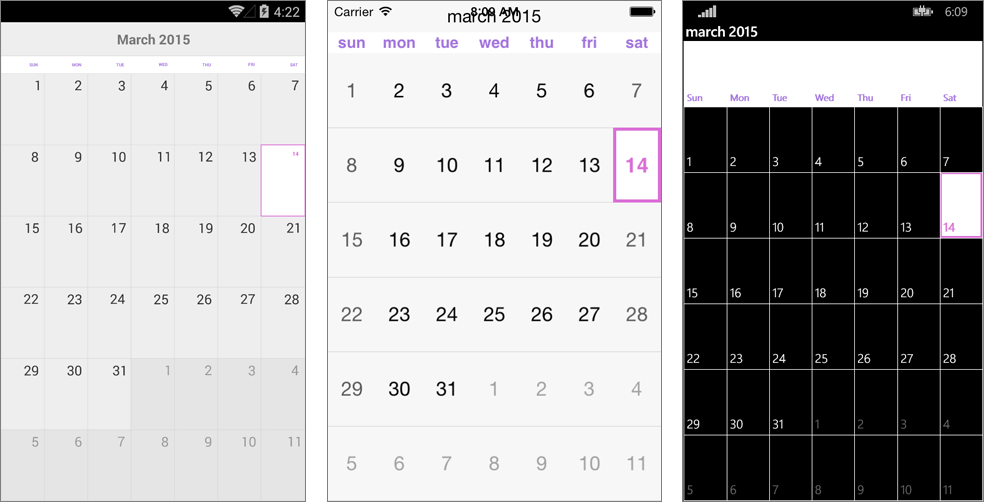 4:22
March 2015
SUN MON TUE WED THU FRI SAT
1 2 3 4 5 6 7
8 9 10 11 12 13 14
15 16 17 18 19 20 21
22 23 24 25 26 27 28
29 30 31 1 2 3 4
5 6 7 8 9 10 11
Carrier 8:09 AM
march 2015
sun mon tue wed thu fri sat
1 2 3 4 5 6 7
8 9 10 11 12 13 14
15 16 17 18 19 20 21
22 23 24 25 26 27 28
29 30 31 1 2 3 4
5 6 7 8 9 10 11
6:09
march 2015
Sun Mon Tue Wed Thu Fri Sat
1 2 3 4 5 6 7
8 9 10 11 12 13 14
15 16 17 18 19 20 21
22 23 24 25 26 27 28
29 30 31 1 2 3 4
5 6 7 8 9 10 11